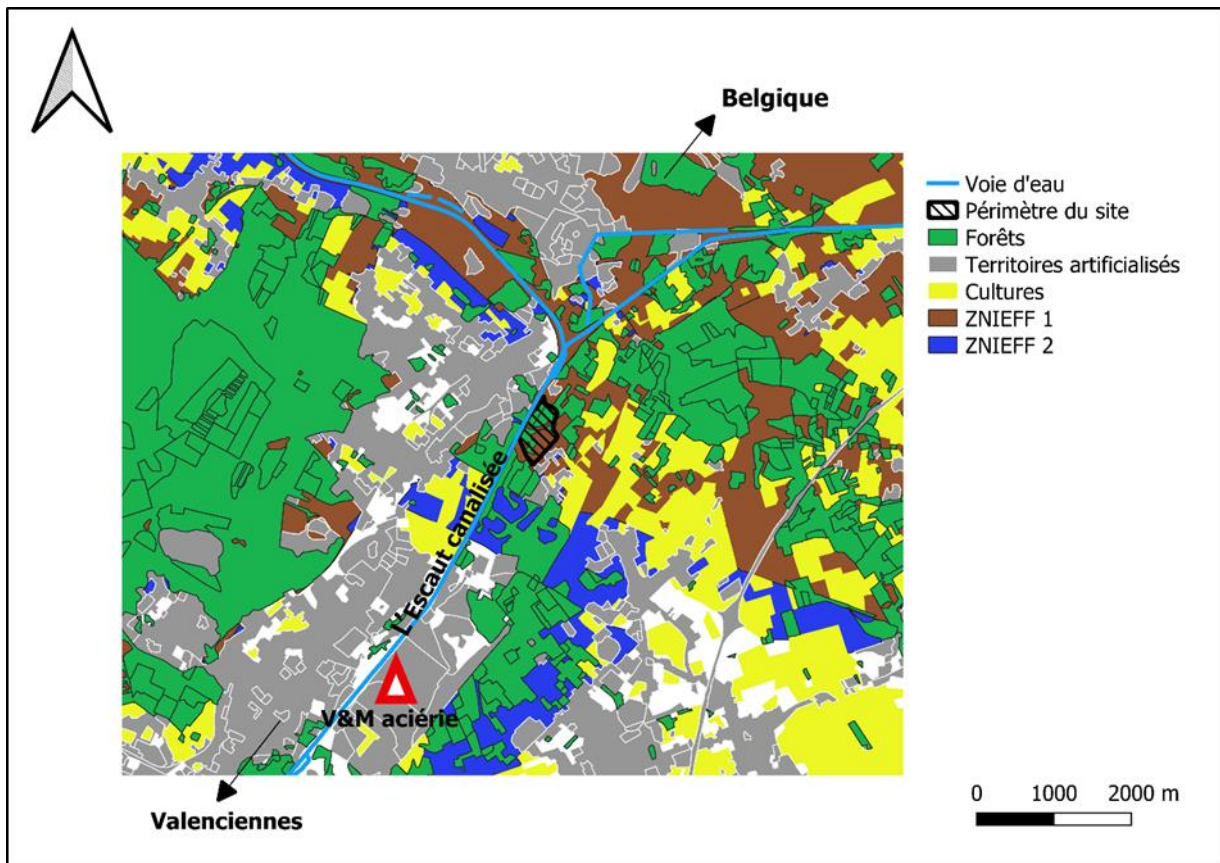 Belgique
Voie d'eau
Périmètre du site
Forêts
Territoires artificialisés
Cultures
ZNIEFF 1
ZNIEFF 2
L'Escaut canalisée
V&M aciérie
Valenciennes
0 1000 2000 m